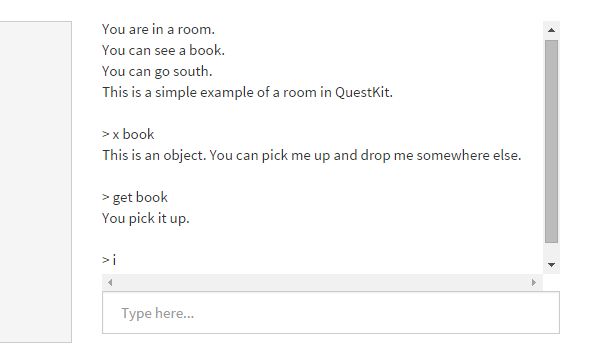 You are in a room.
You can see a book.
You can go south.
This is a simple example of a room in QuestKit.
> x book
This is an object. You can pick me up and drop me somewhere else.
> get book
You pick it up.
> i
Type here...